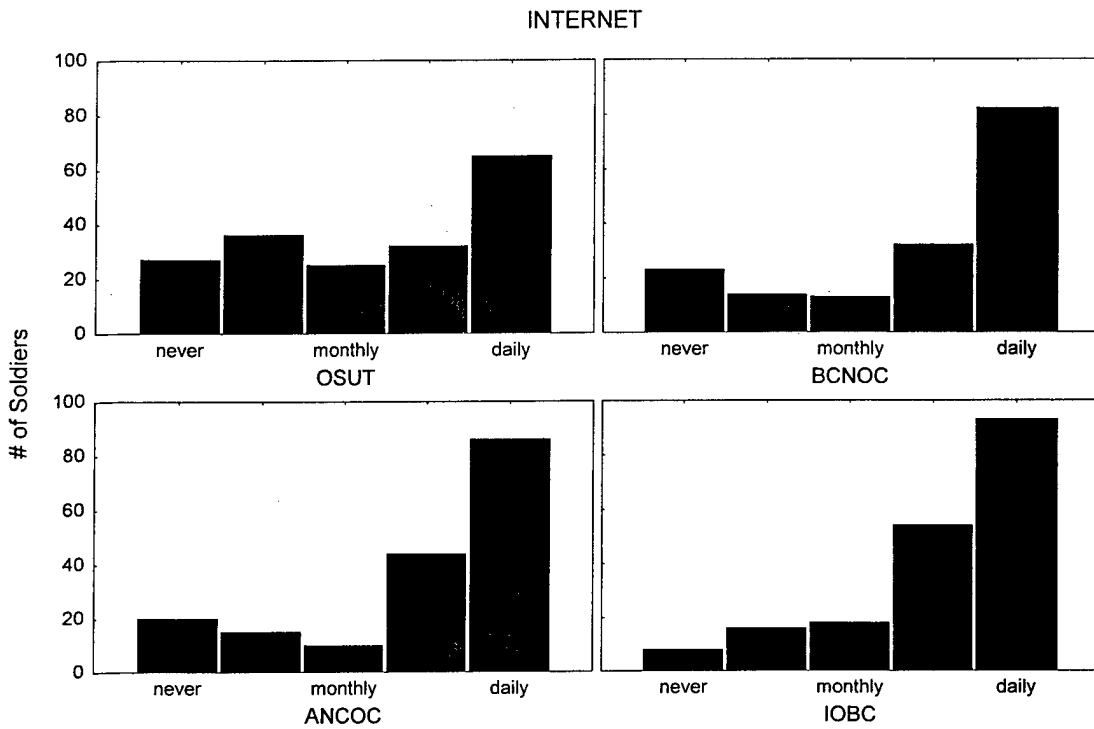 INTERNET
100
80
60
40
20
0
never monthly daily
OSUT
never monthly daily
BCNOC
# of Soldiers
100
80
60
40
20
0
never monthly daily
ANCOC
never monthly daily
IOBC